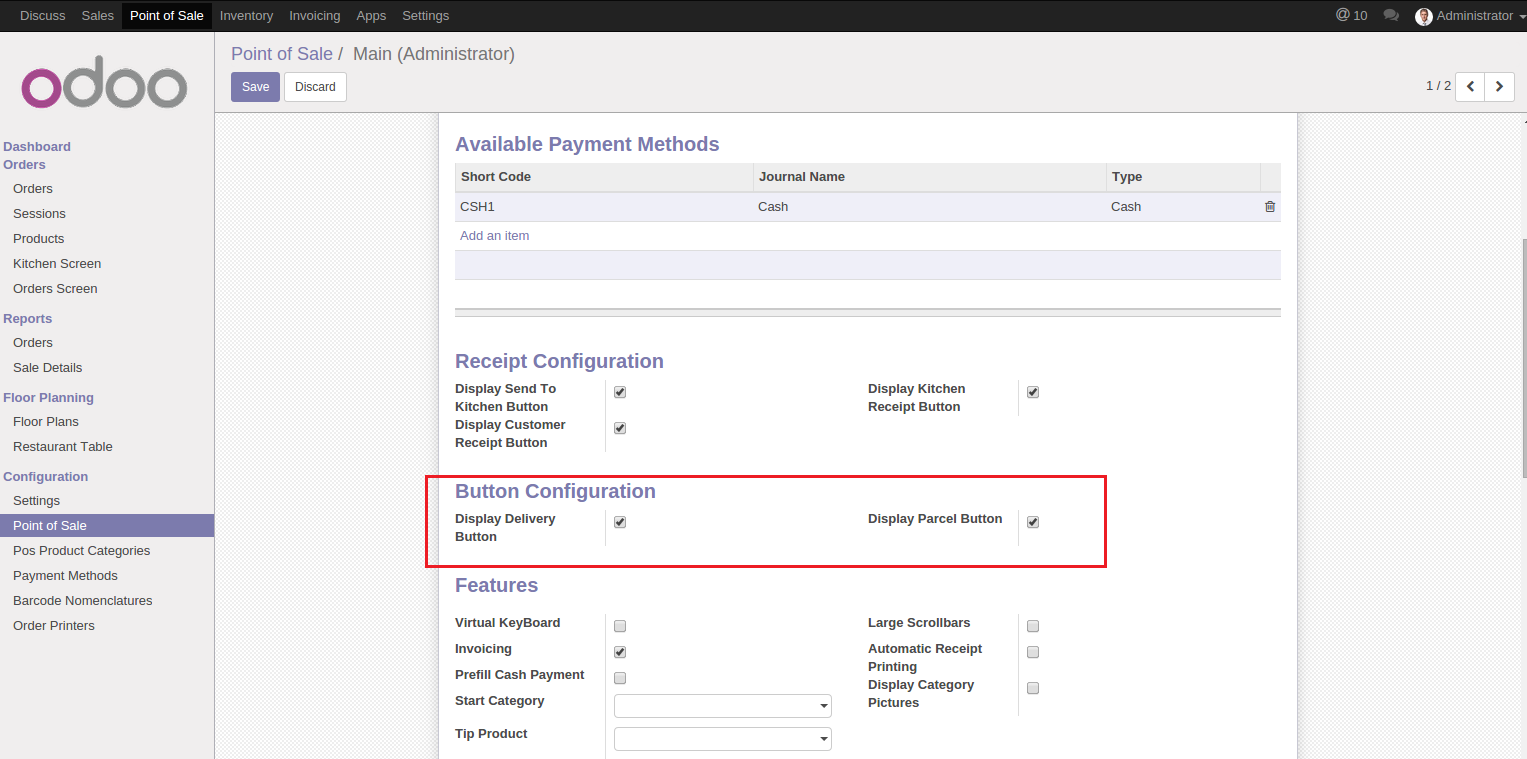 Discuss Sales Point of Sale Inventory Invoicing Apps Settings @ 10 Administrator
odoo
Dashboard
Orders
Orders
Sessions
Products
Kitchen Screen
Orders Screen
Reports
Orders
Sale Details
Floor Planning
Floor Plans
Restaurant Table
Configuration
Settings
Point of Sale
Pos Product Categories
Payment Methods
Barcode Nomenclatures
Order Printers
Point of Sale / Main (Administrator)
Save Discard 1 / 2
Available Payment Methods
Short Code Journal Name Type
CSH1 Cash Cash
Add an item
Receipt Configuration
Display Send To
Kitchen Button
Display Customer
Receipt Button
Display Kitchen
Receipt Button
Button Configuration
Display Delivery
Button
Display Parcel Button
Features
Virtual KeyBoard
Invoicing
Prefill Cash Payment
Start Category
Tip Product
Large Scrollbars
Automatic Receipt
Printing
Display Category
Pictures